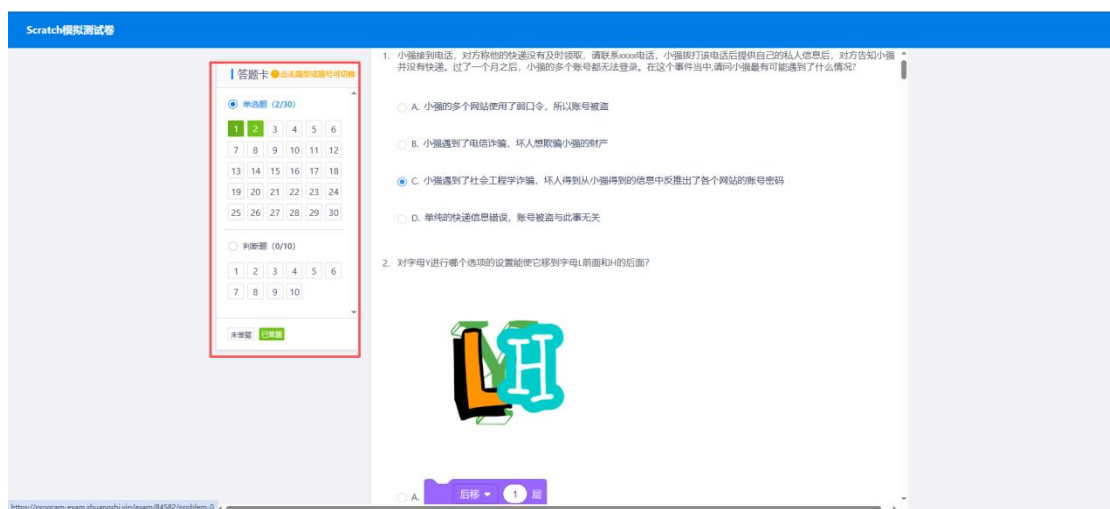 Scratch模拟测试卷
答题卡 点击题型或题号可切换
单选题（2/30）
1 2 3 4 5 6
7 8 9 10 11 12
13 14 15 16 17 18
19 20 21 22 23 24
25 26 27 28 29 30
判断题（0/10）
1 2 3 4 5 6
7 8 9 10
未答题 已答题
1. 小强接到电话，对方称他的快递没有及时领取，请联系xxxx电话，小强拨打该电话后提供自己的私人信息后，对方告知小强
并没有快递。过了一个月之后，小强的多个账号都无法登录。在这个事件当中,请问小强最有可能遇到了什么情况?
A. 小强的多个网站使用了弱口令，所以账号被盗
B. 小强遇到了电信诈骗，坏人想欺骗小强的财产
C. 小强遇到了社会工程学诈骗，坏人得到从小强得到的信息中反推出了各个网站的账号密码
D. 单纯的快递信息错误，账号被盗与此事无关
2. 对字母Y进行哪个选项的设置能使它移到字母L前面和H的后面?
L Y H
A. 后移 1 层
https://program-exam.shuangshi.vip/exam/84582/problem-0